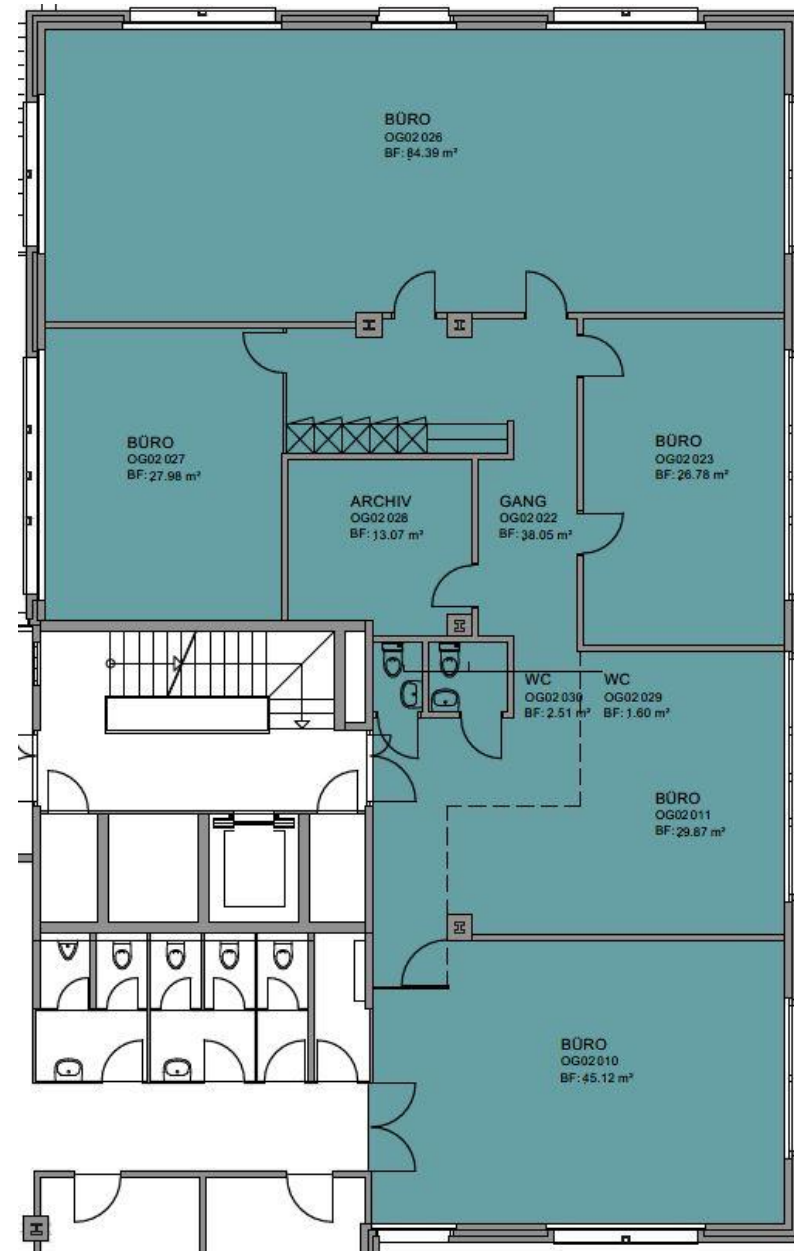 BÜRO
OG02 026
BF: 84.39 m²
BÜRO
OG02 027
BF: 27.98 m²
BÜRO
OG02 023
BF: 26.78 m²
ARCHIV
OG02 028
BF: 13.07 m²
GANG
OG02 022
BF: 38.05 m²
WC
OG02 030
BF: 2.51 m²
WC
OG02 029
BF: 1.60 m²
BÜRO
OG02 011
BF: 29.87 m²
BÜRO
OG02 010
BF: 45.12 m²